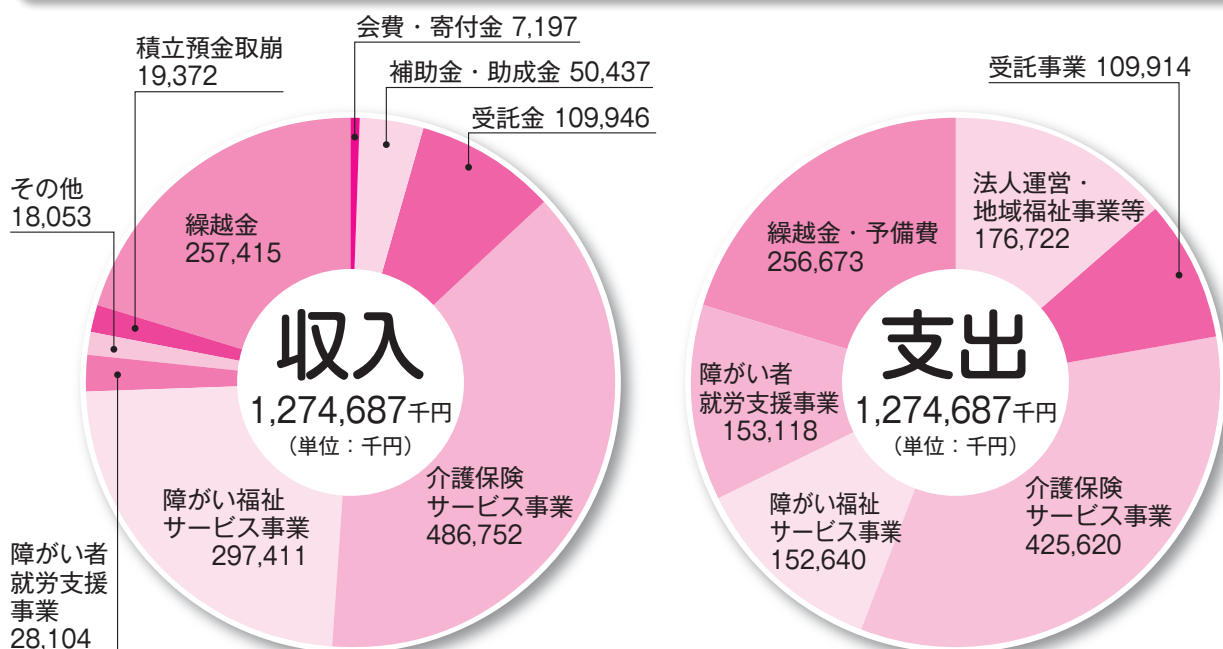 会費・寄付金 7,197
補助金・助成金 50,437
受託金 109,946
積立預金取崩
19,372
その他
18,053
繰越金
257,415
収入
1,274,687千円
（単位：千円）
介護保険
サービス事業
486,752
障がい福祉
サービス事業
297,411
障がい者
就労支援
事業
28,104
受託事業 109,914
法人運営・
地域福祉事業等
176,722
繰越金・予備費
256,673
支出
1,274,687千円
（単位：千円）
障がい者
就労支援事業
153,118
障がい福祉
サービス事業
152,640
介護保険
サービス事業
425,620